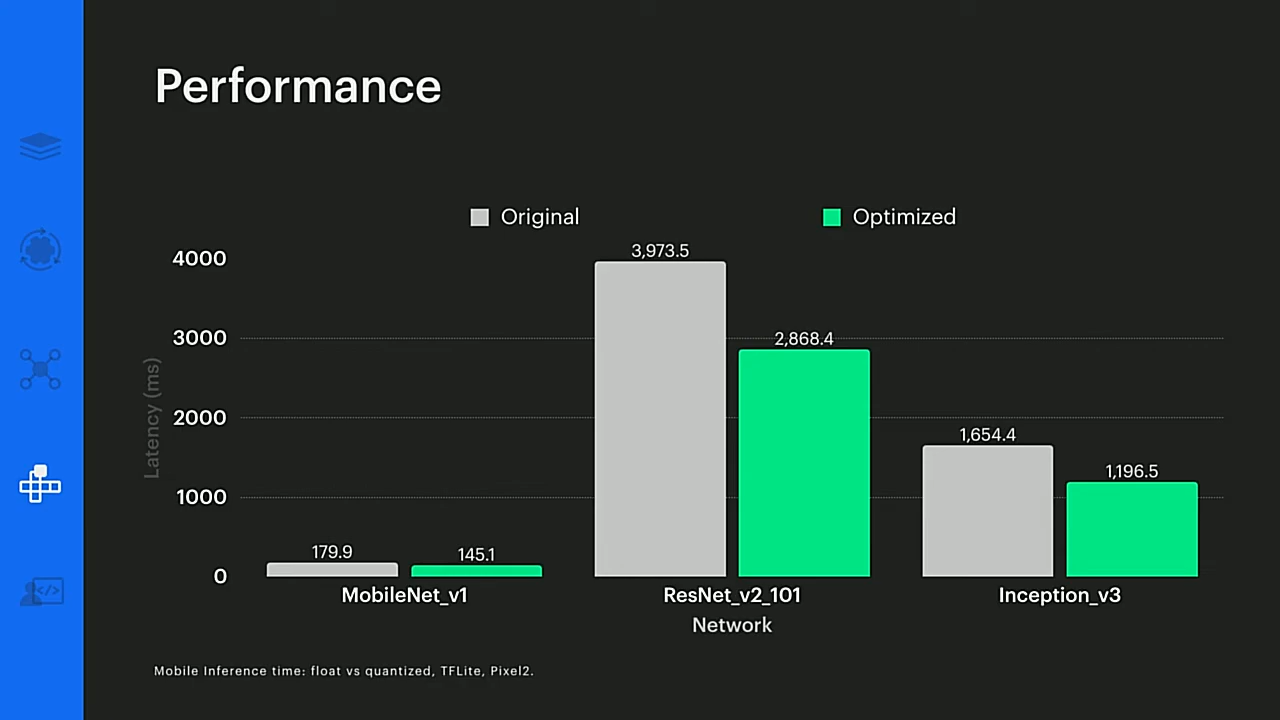 Performance
Original
Optimized
4000
3000
2000
1000
0
Latency (ms)
179.9
145.1
3,973.5
2,868.4
1,654.4
1,196.5
MobileNet_v1
ResNet_v2_101
Inception_v3
Network
Mobile Inference time: float vs quantized, TFLite, Pixel2.